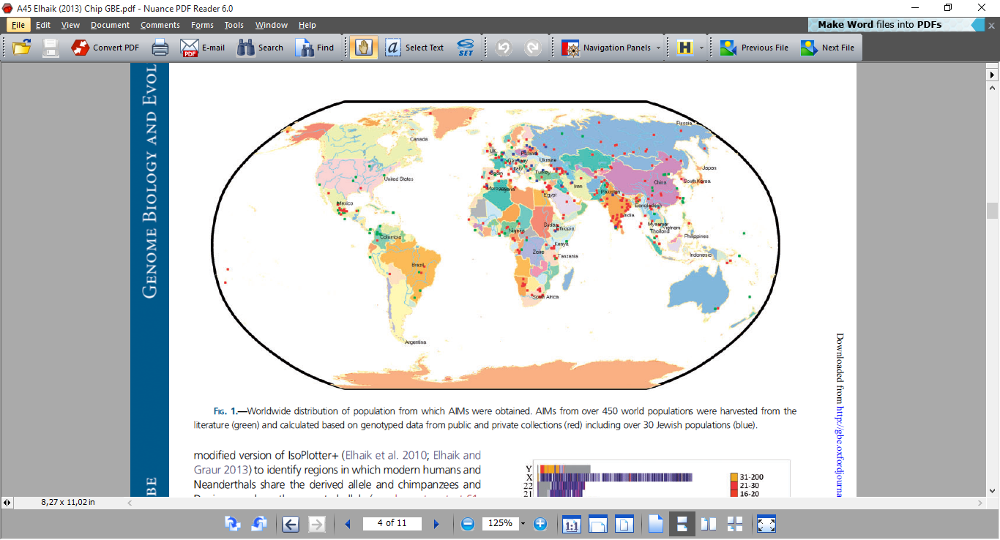 A45 Elhaik (2013) Chip GBE.pdf - Nuance PDF Reader 6.0
File Edit View Document Comments Forms Tools Window Help
Make Word files into PDFs
Convert PDF E-mail Search Find Select Text SET Navigation Panels Previous File Next File
GENOME BIOLOGY AND EVOL
Russia
Canada
UK
Poland
Germany
Ukraine
Italy
Spain
Turkey
Japan
United States
China
South Korea
Iran
Morocco
Egypt
Pakistan
Mexico
Bangladesh
India
Sudan
Myanmar
Vietnam
Ethiopia
Nigeria
Thailand
Colombia
Philippines
Kenya
Zaire
Tanzania
Indonesia
Brazil
South Africa
Argentina
FIG. 1.—Worldwide distribution of population from which AIMs were obtained. AIMs from over 450 world populations were harvested from the
literature (green) and calculated based on genotyped data from public and private collections (red) including over 30 Jewish populations (blue).
modified version of IsoPlotter+ (Elhaik et al. 2010; Elhaik and
Graur 2013) to identify regions in which modern humans and
Neanderthals share the derived allele and chimpanzees and
Y
X
22
21
31-200
21-30
16-20
GBE
Downloaded from http://gbe.oxfordjourna
8,27 x 11,02 in
4 of 11
125%
1:1